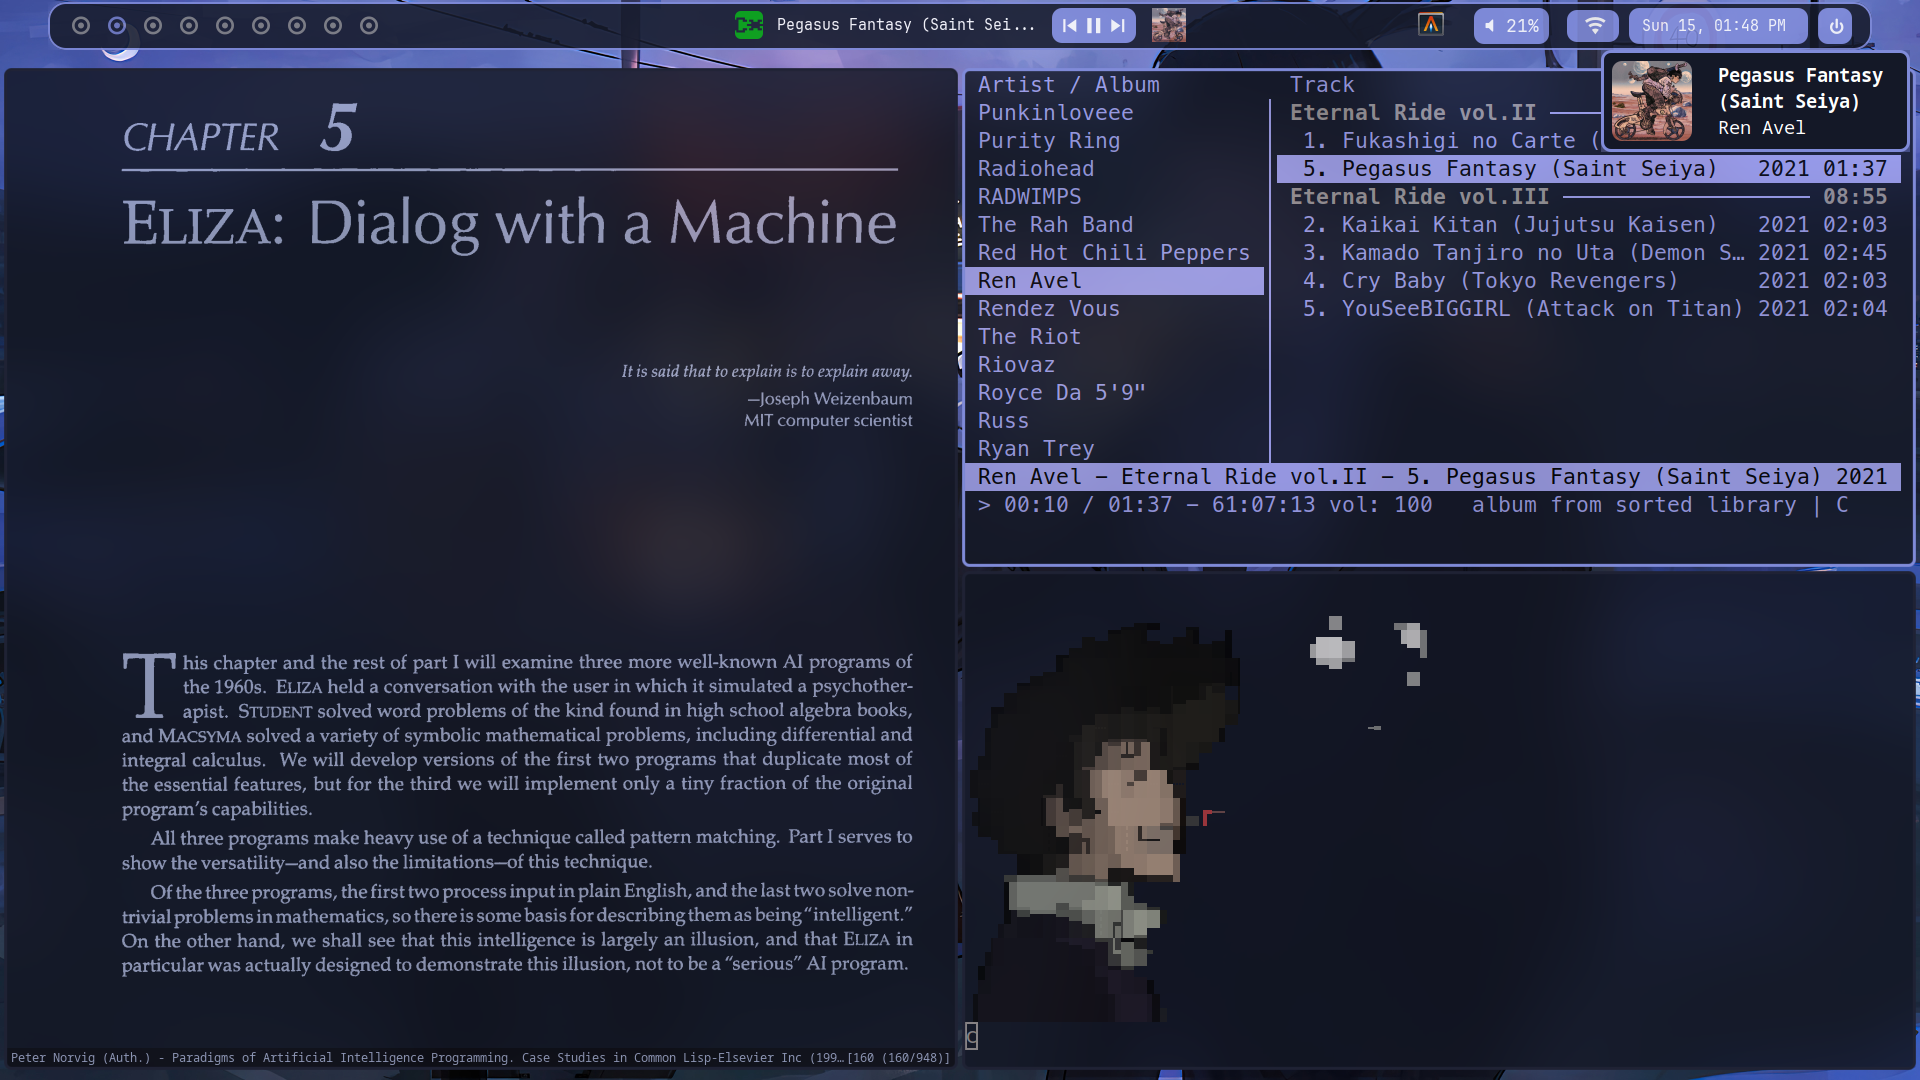 C*
Pegasus Fantasy (Saint Sei...
21%
Sun 15, 01:48 PM
CHAPTER 5
ELIZA: Dialog with a Machine
It is said that to explain is to explain away.
—Joseph Weizenbaum
MIT computer scientist
This chapter and the rest of part I will examine three more well-known AI programs of
the 1960s. ELIZA held a conversation with the user in which it simulated a psychother-
apist. STUDENT solved word problems of the kind found in high school algebra books,
and MACSYMA solved a variety of symbolic mathematical problems, including differential and
integral calculus. We will develop versions of the first two programs that duplicate most of
the essential features, but for the third we will implement only a tiny fraction of the original
program's capabilities.
All three programs make heavy use of a technique called pattern matching. Part I serves to
show the versatility—and also the limitations—of this technique.
Of the three programs, the first two process input in plain English, and the last two solve non-
trivial problems in mathematics, so there is some basis for describing them as being "intelligent."
On the other hand, we shall see that this intelligence is largely an illusion, and that ELIZA in
particular was actually designed to demonstrate this illusion, not to be a "serious" AI program.
Peter Norvig (Auth.) - Paradigms of Artificial Intelligence Programming. Case Studies in Common Lisp-Elsevier Inc (199…[160 (160/948)]
Artist / Album
Punkinloveee
Purity Ring
Radiohead
RADWIMPS
The Rah Band
Red Hot Chili Peppers
Ren Avel
Rendez Vous
The Riot
Riovaz
Royce Da 5'9"
Russ
Ryan Trey
Track
Eternal Ride vol.II
1. Fukashigi no Carte (
5. Pegasus Fantasy (Saint Seiya) 2021 01:37
Eternal Ride vol.III 08:55
2. Kaikai Kitan (Jujutsu Kaisen) 2021 02:03
3. Kamado Tanjiro no Uta (Demon S… 2021 02:45
4. Cry Baby (Tokyo Revengers) 2021 02:03
5. YouSeeBIGGIRL (Attack on Titan) 2021 02:04
Ren Avel - Eternal Ride vol.II - 5. Pegasus Fantasy (Saint Seiya) 2021
> 00:10 / 01:37 - 61:07:13 vol: 100 album from sorted library | C
Pegasus Fantasy
(Saint Seiya)
Ren Avel
C